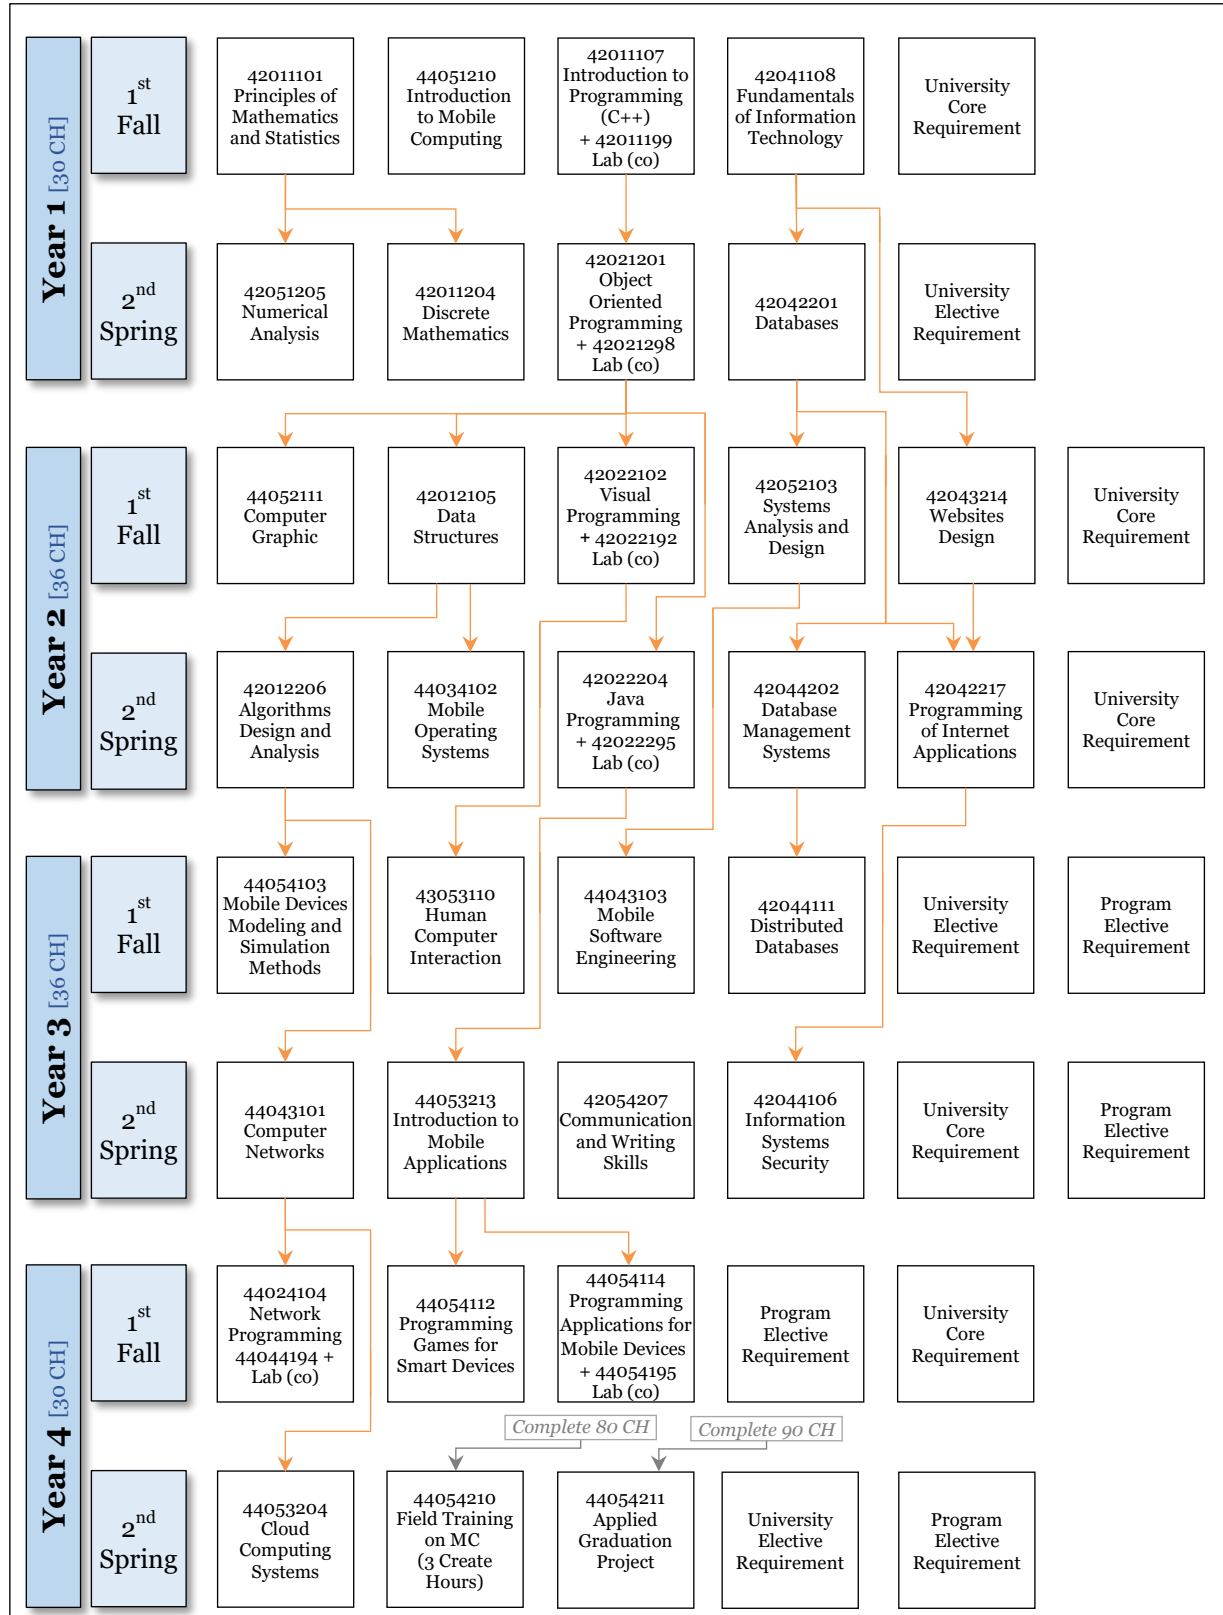 Year 1 [30 CH]
1st
Fall
42011101
Principles of
Mathematics
and Statistics
44051210
Introduction
to Mobile
Computing
42011107
Introduction to
Programming
(C++)
+ 42011199
Lab (co)
42041108
Fundamentals
of Information
Technology
University
Core
Requirement
2nd
Spring
42051205
Numerical
Analysis
42011204
Discrete
Mathematics
42021201
Object
Oriented
Programming
+ 42021298
Lab (co)
42042201
Databases
University
Elective
Requirement
Year 2 [36 CH]
1st
Fall
44052111
Computer
Graphic
42012105
Data
Structures
42022102
Visual
Programming
+ 42022192
Lab (co)
42052103
Systems
Analysis and
Design
42043214
Websites
Design
University
Core
Requirement
2nd
Spring
42012206
Algorithms
Design and
Analysis
44034102
Mobile
Operating
Systems
42022204
Java
Programming
+ 42022295
Lab (co)
42044202
Database
Management
Systems
42042217
Programming
of Internet
Applications
University
Core
Requirement
Year 3 [36 CH]
1st
Fall
44054103
Mobile Devices
Modeling and
Simulation
Methods
43053110
Human
Computer
Interaction
44043103
Mobile
Software
Engineering
42044111
Distributed
Databases
University
Elective
Requirement
Program
Elective
Requirement
2nd
Spring
44043101
Computer
Networks
44053213
Introduction to
Mobile
Applications
42054207
Communication
and Writing
Skills
42044106
Information
Systems
Security
University
Core
Requirement
Program
Elective
Requirement
Year 4 [30 CH]
1st
Fall
44024104
Network
Programming
44044194 +
Lab (co)
44054112
Programming
Games for
Smart Devices
44054114
Programming
Applications for
Mobile Devices
+ 44054195
Lab (co)
Program
Elective
Requirement
University
Core
Requirement
Complete 80 CH
Complete 90 CH
2nd
Spring
44053204
Cloud
Computing
Systems
44054210
Field Training
on MC
(3 Create
Hours)
44054211
Applied
Graduation
Project
University
Elective
Requirement
Program
Elective
Requirement